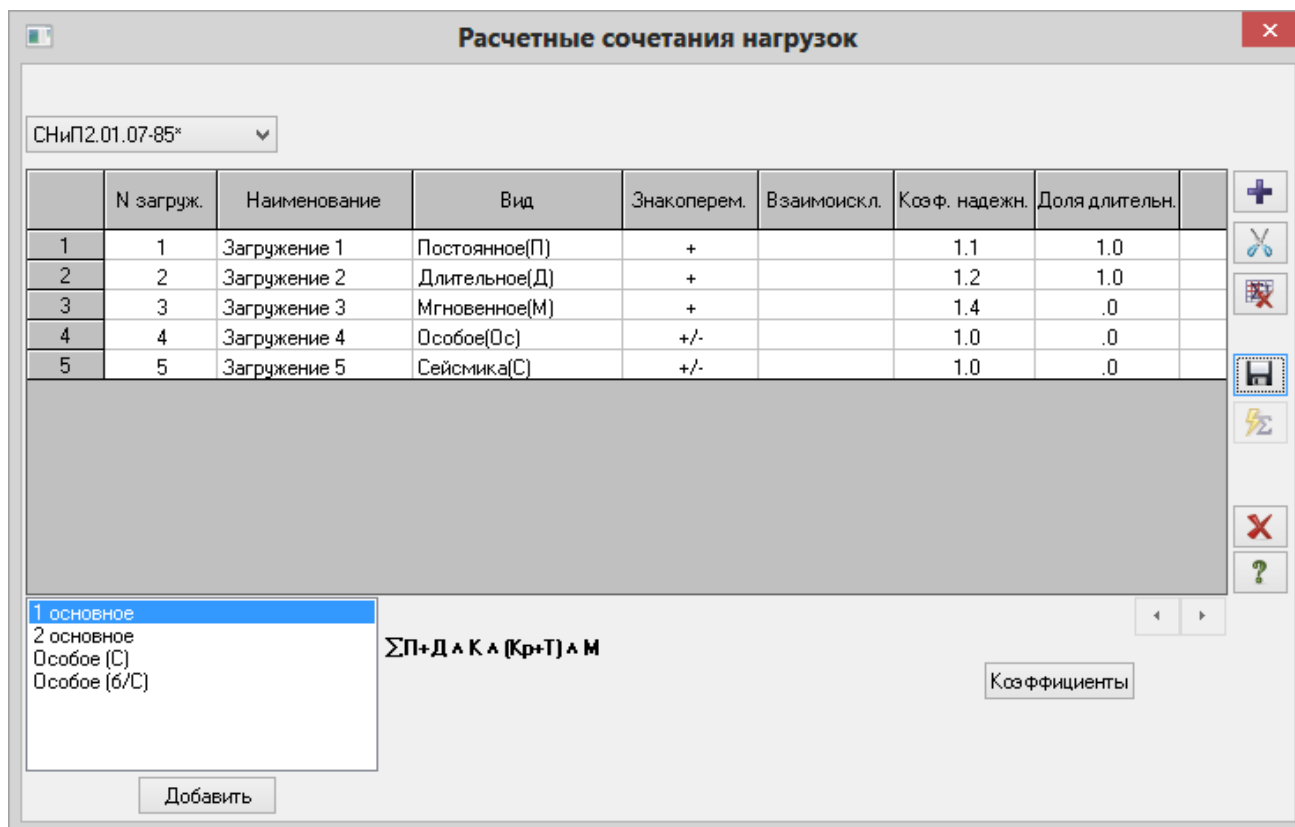 Расчетные сочетания нагрузок
СНиП2.01.07-85*
N загруж. Наименование Вид Знакоперем. Взаимоискл. Коэф. надежн. Доля длительн.
1 1 Загружение 1 Постоянное(П) + 1.1 1.0
2 2 Загружение 2 Длительное(Д) + 1.2 1.0
3 3 Загружение 3 Мгновенное(М) + 1.4 .0
4 4 Загружение 4 Особое(Ос) +/- 1.0 .0
5 5 Загружение 5 Сейсмика(С) +/- 1.0 .0
1 основное
2 основное
Особое (С)
Особое (б/С)
∑П+Д ∧ К ∧ (Кр+Т) ∧ М
Коэффициенты
Добавить